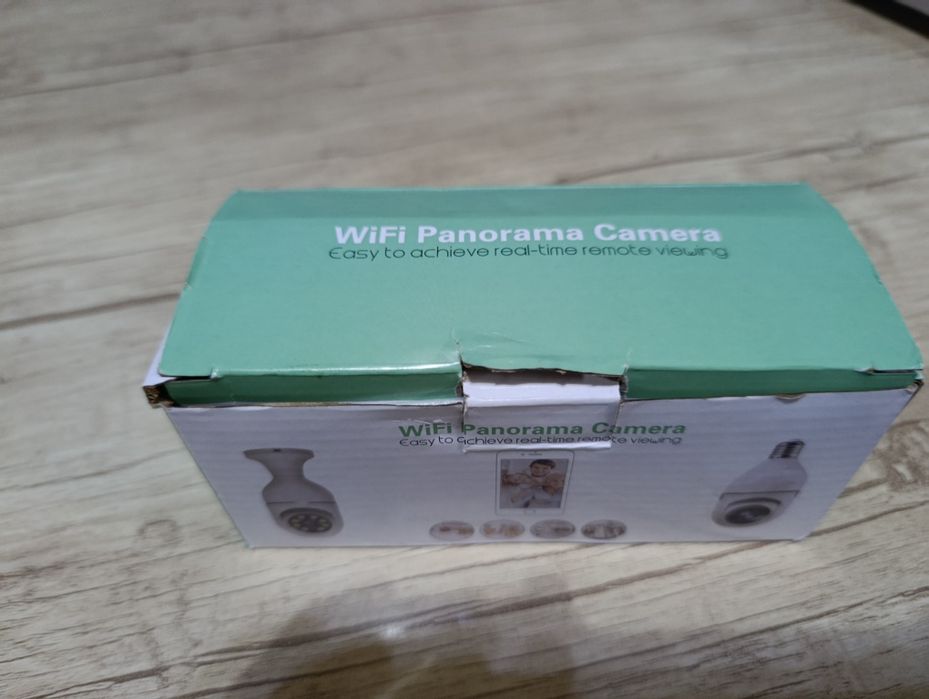 WiFi Panorama Camera
Easy to achieve real-time remote viewing
WiFi Panorama Camera
Easy to achieve real-time remote viewing